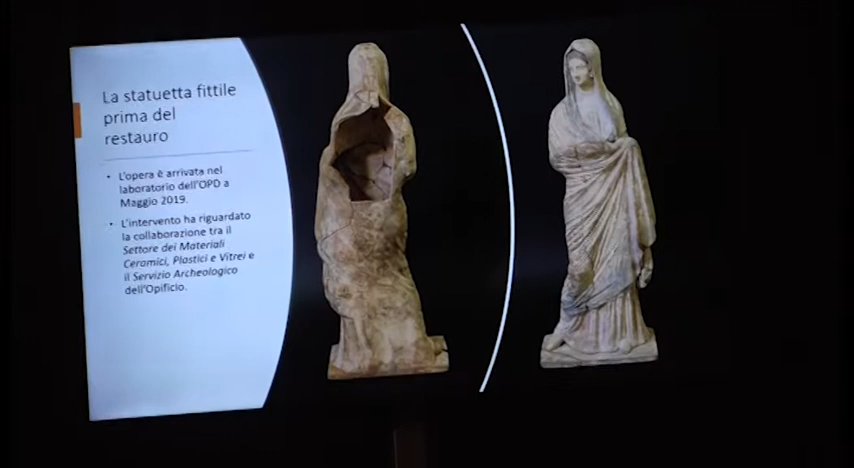 La statuetta fittile
prima del
restauro
• L'opera è arrivata nel
laboratorio dell'OPD a
Maggio 2019.
• L'intervento ha riguardato
la collaborazione tra il
Settore dei Materiali
Ceramici, Plastici e Vitrei e
il Servizio Archeologico
dell'Opificio.